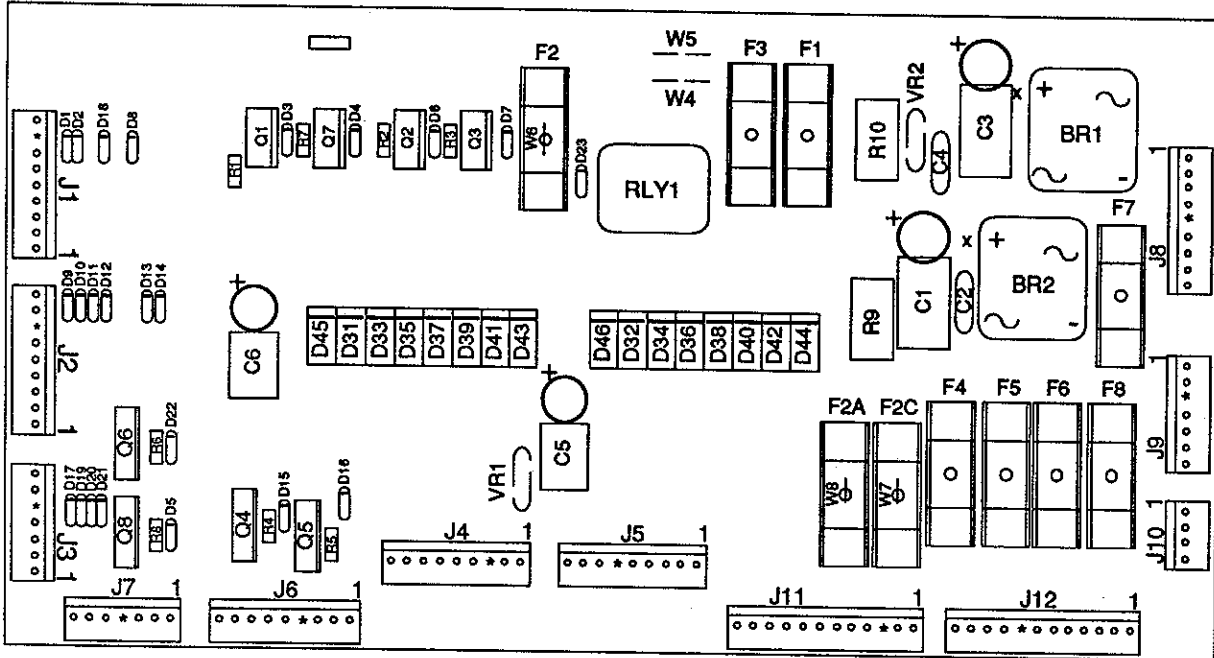 W5
F2
F3
F1
W4
VR2
+
C3
x
+
BR1
-
R10
C4
D1
D2
D18
D8
Q1
D3
R7
Q7
D4
R2
Q2
D6
R3
Q3
D7
W6
D23
R1
RLY1
J1
1
1
J8
F7
+
x
+
BR2
-
C1
C2
R9
D9
D10
D11
D12
D13
D14
+
C6
D45
D31
D33
D35
D37
D39
D41
D43
D46
D32
D34
D36
D38
D40
D42
D44
J2
1
+
C5
VR1
F2A
F2C
F4
F5
F6
F8
W8
W7
1
J9
Q6
R6
D22
D17
D19
D20
D21
Q8
R8
D5
Q4
R4
D15
Q5
R5
D16
J3
1
J4
1
J5
1
1
J10
J7
1
J6
1
J11
1
J12
1